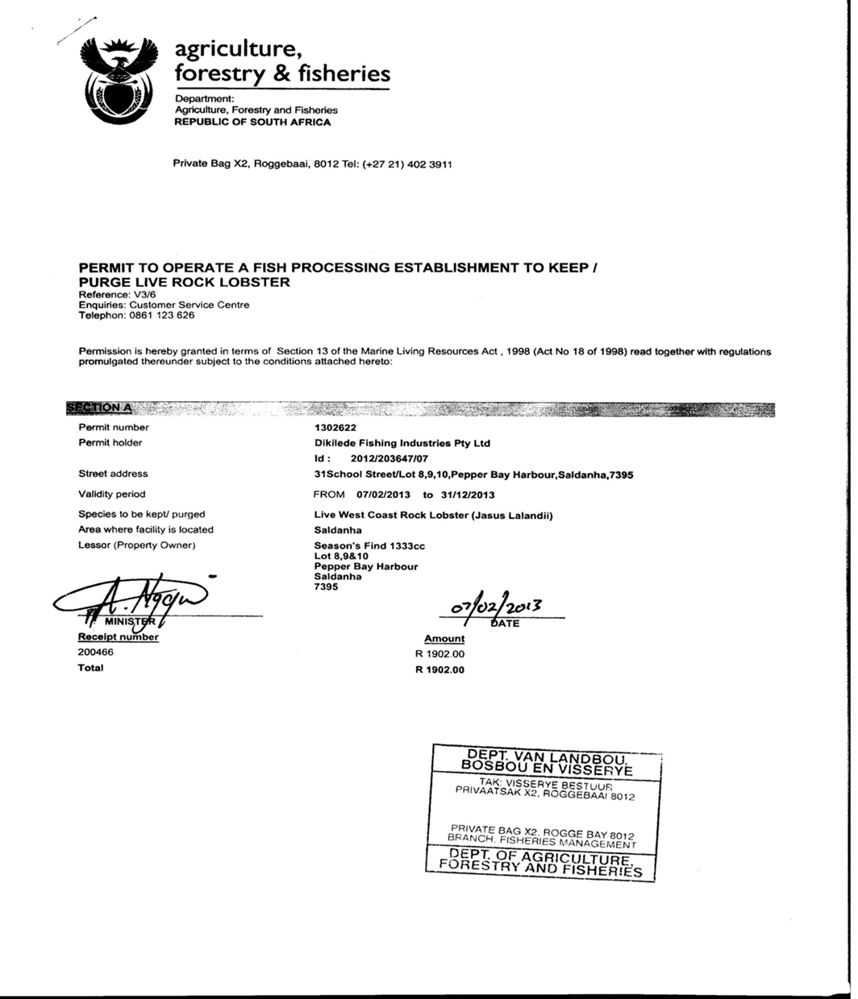 agriculture,
forestry & fisheries
Department:
Agriculture, Forestry and Fisheries
REPUBLIC OF SOUTH AFRICA
Private Bag X2, Roggebaai, 8012 Tel: (+27 21) 402 3911
PERMIT TO OPERATE A FISH PROCESSING ESTABLISHMENT TO KEEP /
PURGE LIVE ROCK LOBSTER
Reference: V3/6
Enquiries: Customer Service Centre
Telephon: 0861 123 626
Permission is hereby granted in terms of Section 13 of the Marine Living Resources Act , 1998 (Act No 18 of 1998) read together with regulations
promulgated thereunder subject to the conditions attached hereto:
SECTION A
Permit number 1302622
Permit holder Dikilede Fishing Industries Pty Ltd
Id : 2012/203647/07
Street address 31School Street/Lot 8,9,10,Pepper Bay Harbour,Saldanha,7395
Validity period FROM 07/02/2013 to 31/12/2013
Species to be kept/ purged Live West Coast Rock Lobster (Jasus Lalandii)
Area where facility is located Saldanha
Lessor (Property Owner) Season's Find 1333cc
Lot 8,9&10
Pepper Bay Harbour
Saldanha
7395
07/02/2013
MINISTER DATE
Receipt number Amount
200466 R 1902.00
Total R 1902.00
DEPT. VAN LANDBOU,
BOSBOU EN VISSERYE
TAK: VISSERYE BESTUUR
PRIVAATSAK X2, ROGGEBAAI 8012
PRIVATE BAG X2, ROGGE BAY 8012
BRANCH: FISHERIES MANAGEMENT
DEPT. OF AGRICULTURE,
FORESTRY AND FISHERIES